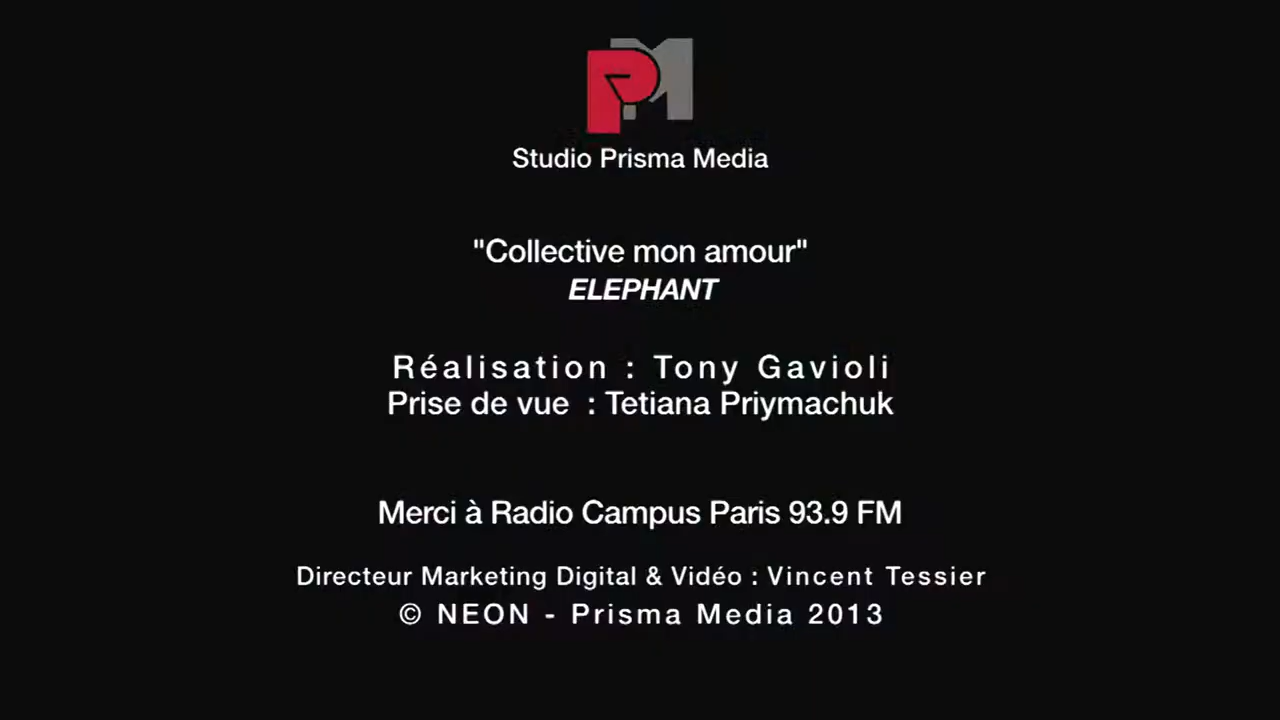 PM
Studio Prisma Media
"Collective mon amour"
ELEPHANT
Réalisation : Tony Gavioli
Prise de vue : Tetiana Priymachuk
Merci à Radio Campus Paris 93.9 FM
Directeur Marketing Digital & Vidéo : Vincent Tessier
© NEON - Prisma Media 2013